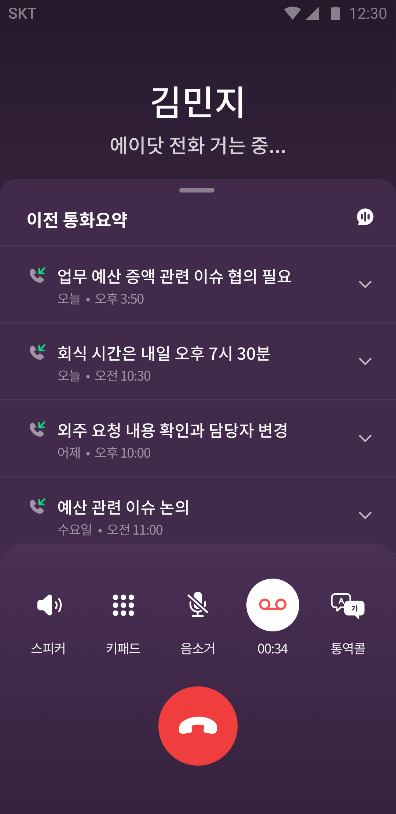 SKT 12:30
김민지
에이닷 전화 거는 중...
이전 통화요약
업무 예산 증액 관련 이슈 협의 필요
오늘 • 오후 3:50
회식 시간은 내일 오후 7시 30분
오늘 • 오전 10:30
외주 요청 내용 확인과 담당자 변경
어제 • 오후 10:00
예산 관련 이슈 논의
수요일 • 오전 11:00
A 가
스피커 키패드 음소거 00:34 통역콜